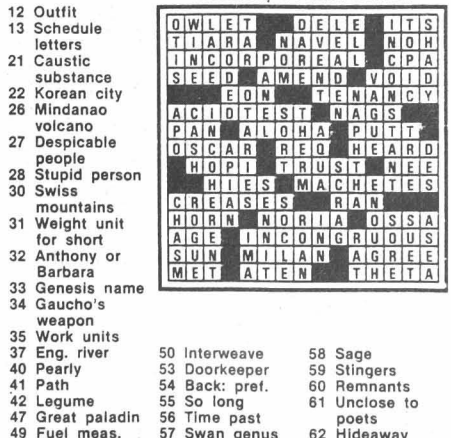 12 Outfit
13 Schedule
letters
21 Caustic
substance
22 Korean city
26 Mindanao
volcano
27 Despicable
people
28 Stupid person
30 Swiss
mountains
31 Weight unit
for short
32 Anthony or
Barbara
33 Genesis name
34 Gaucho's
weapon
35 Work units
37 Eng. river
40 Pearly
41 Path
42 Legume
47 Great paladin
49 Fuel meas.
OWLET DELE ITS
TIARA NAVEL NOH
INCORPOREAL CPA
SEED AMEND VOID
EON TENANCY
ACIDTEST NAGS
PAN ALOHA PUTT
OSCAR REQ HEARD
HOPI TRUST NEE
HIES MACHETES
CREASES RAN
HORN NORIA OSSA
AGE INCONGRUOUS
SUN MILAN AGREE
MET ATEN THETA
50 Interweave
53 Doorkeeper
54 Back: pref.
55 So long
56 Time past
57 Swan genus
58 Sage
59 Stingers
60 Remnants
61 Unclose to
poets
62 Hideaway